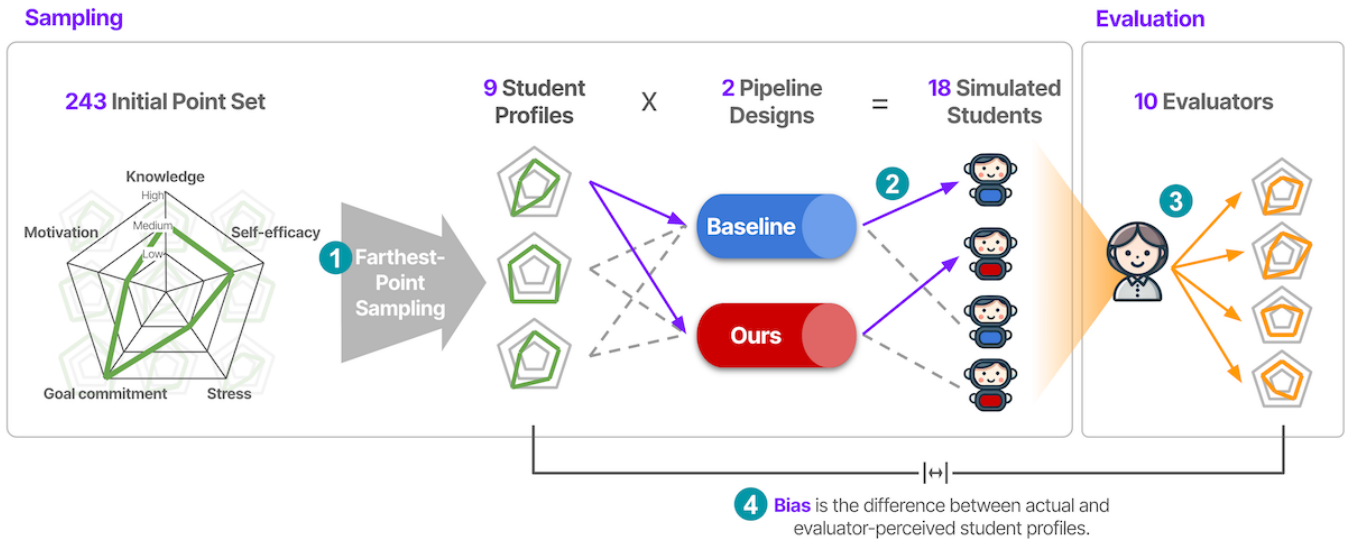 Sampling
Evaluation
243 Initial Point Set
9 Student
Profiles
X
2 Pipeline
Designs
=
18 Simulated
Students
10 Evaluators
Knowledge
High
Motivation
Medium
Self-efficacy
Low
Goal commitment
Stress
1
Farthest-
Point
Sampling
Baseline
Ours
2
3
4 Bias is the difference between actual and
evaluator-perceived student profiles.